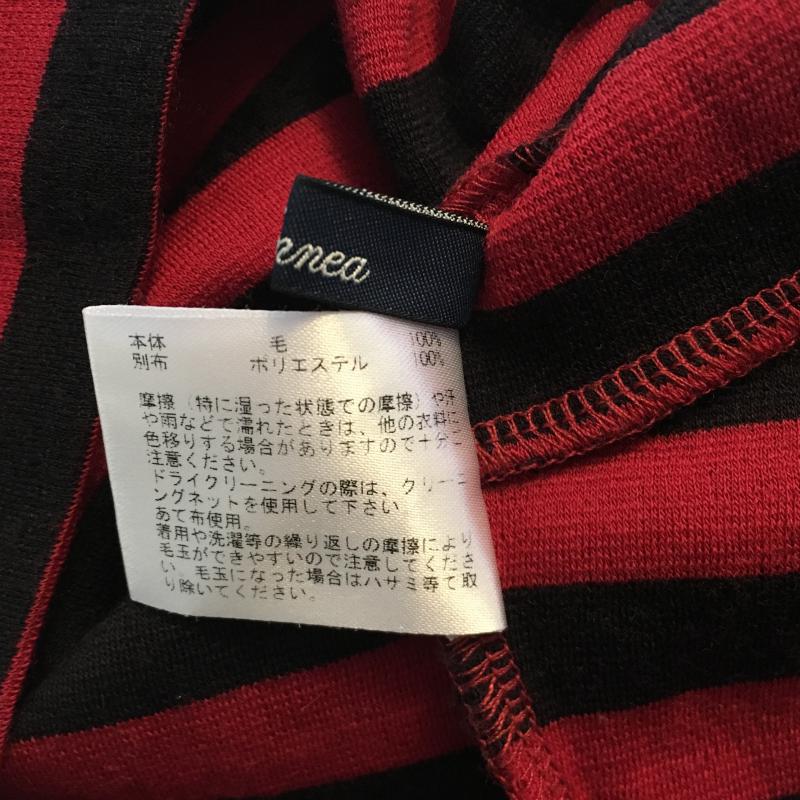 nnea
本体 毛 100%
別布 ポリエステル 100%
摩擦(特に湿った状態での摩擦)や汗
や雨などで濡れたときは、他の衣料に
色移りする場合がありますので十分ご
注意ください。
ドライクリーニングの際は、クリーニ
ングネットを使用して下さい
あて布使用。
着用や洗濯等の繰り返しの摩擦により
毛玉ができやすいので注意してくださ
い、毛玉になった場合はハサミ等て取
り除いてください。